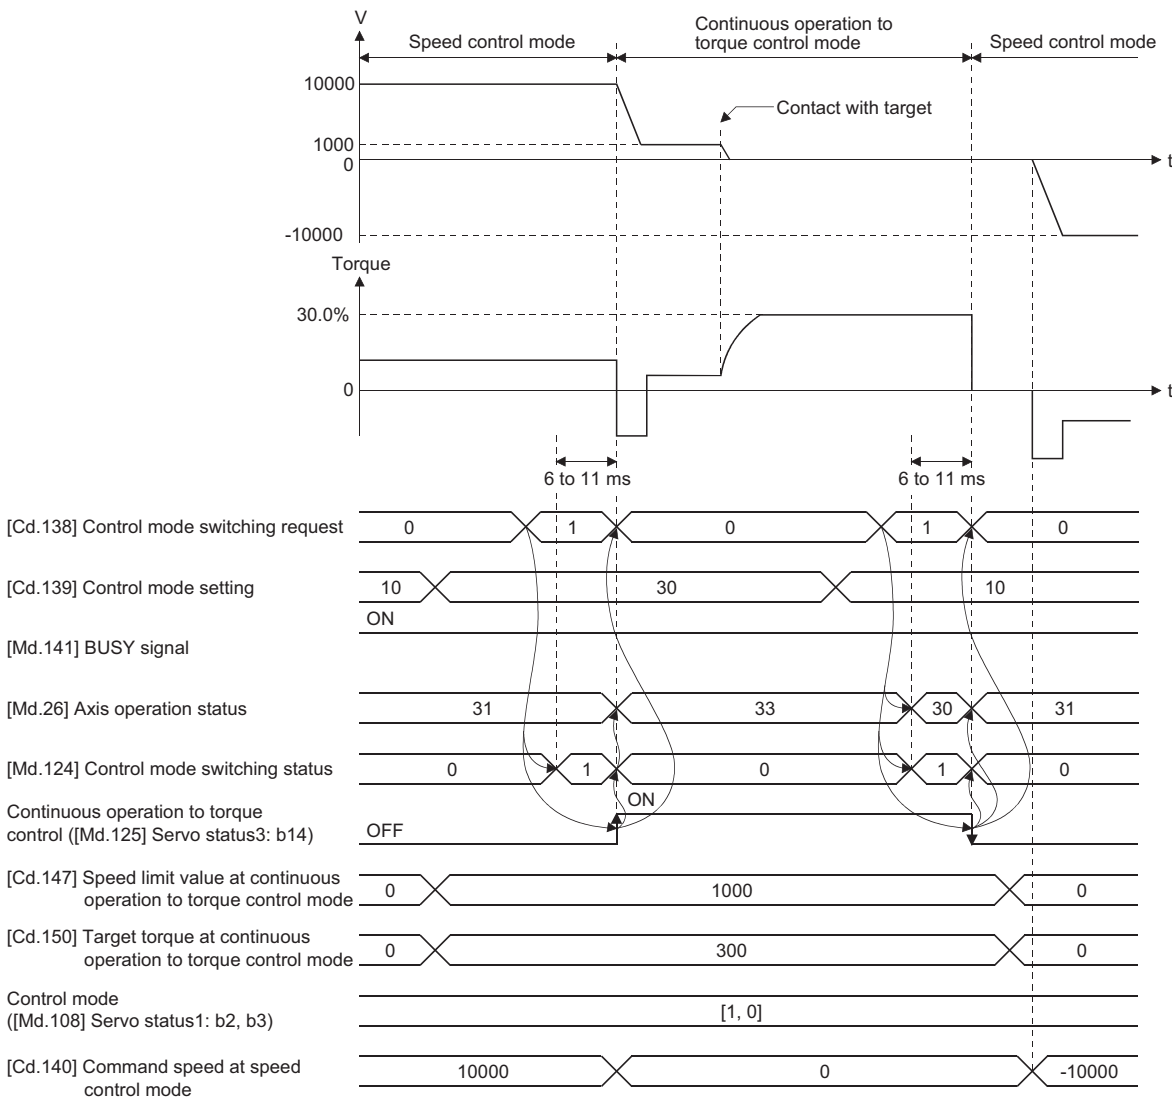 V
Speed control mode
Continuous operation to
torque control mode
Speed control mode
10000
Contact with target
1000
0
t
-10000
Torque
30.0%
0
t
6 to 11 ms
6 to 11 ms
[Cd.138] Control mode switching request
0
1
0
1
0
[Cd.139] Control mode setting
10
30
10
ON
[Md.141] BUSY signal
[Md.26] Axis operation status
31
33
30
31
[Md.124] Control mode switching status
0
1
0
1
0
Continuous operation to torque
control ([Md.125] Servo status3: b14)
OFF
ON
[Cd.147] Speed limit value at continuous
operation to torque control mode
0
1000
0
[Cd.150] Target torque at continuous
operation to torque control mode
0
300
0
Control mode
([Md.108] Servo status1: b2, b3)
[1, 0]
[Cd.140] Command speed at speed
control mode
10000
0
-10000